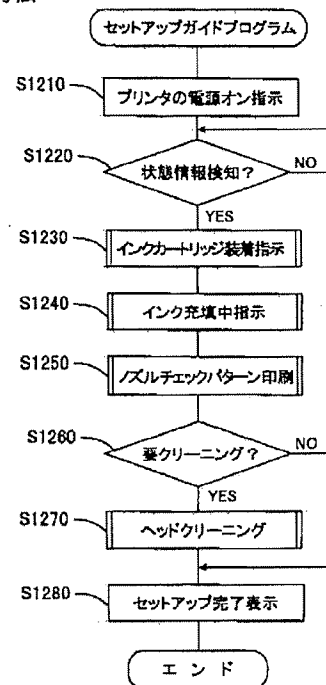 セットアップガイドプログラム
S1210
プリンタの電源オン指示
S1220
状態情報検知？
NO
YES
S1230
インクカートリッジ装着指示
S1240
インク充填中指示
S1250
ノズルチェックパターン印刷
S1260
要クリーニング？
NO
YES
S1270
ヘッドクリーニング
S1280
セットアップ完了表示
エンド